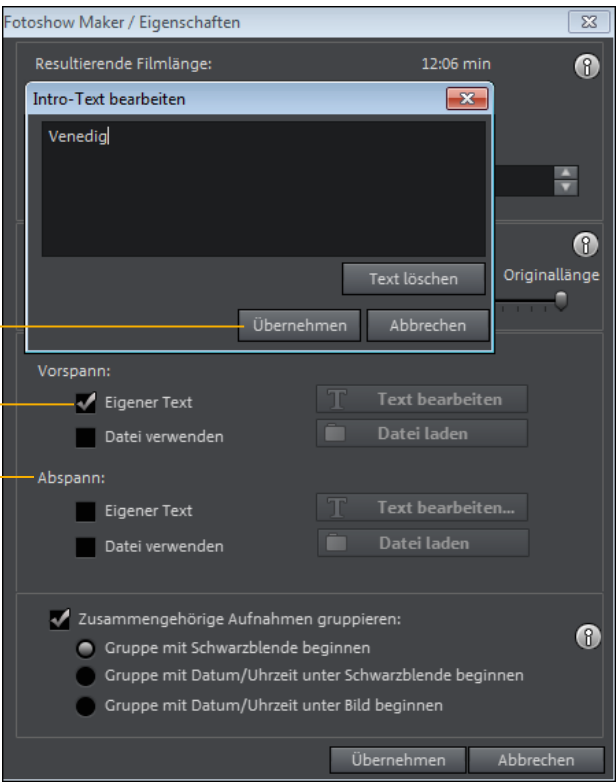 Fotoshow Maker / Eigenschaften
Resultierende Filmlänge: 12:06 min
Intro-Text bearbeiten
Venedig
Text löschen
Originallänge
Übernehmen Abbrechen
Vorspann:
Eigener Text Text bearbeiten
Datei verwenden Datei laden
Abspann:
Eigener Text Text bearbeiten...
Datei verwenden Datei laden
Zusammengehörige Aufnahmen gruppieren:
Gruppe mit Schwarzblende beginnen
Gruppe mit Datum/Uhrzeit unter Schwarzblende beginnen
Gruppe mit Datum/Uhrzeit unter Bild beginnen
Übernehmen Abbrechen